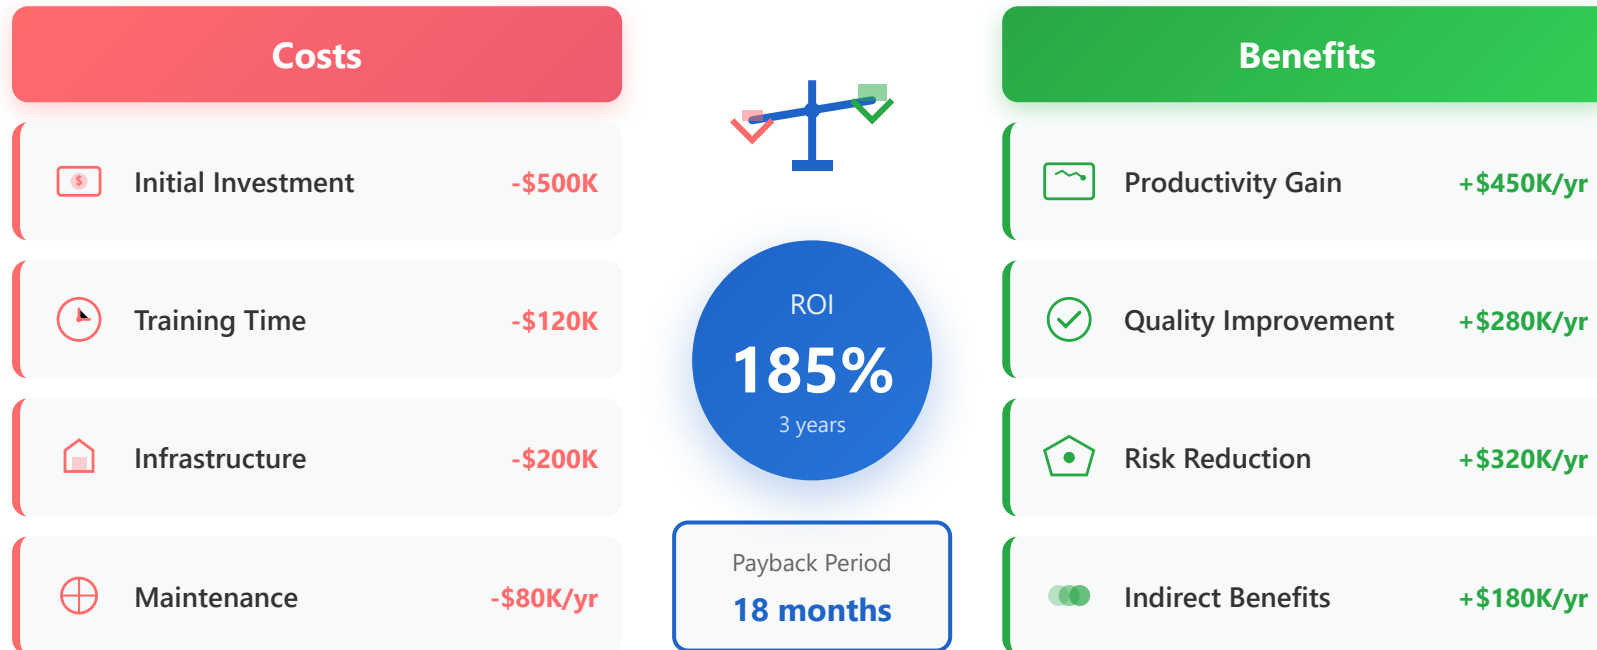 Costs
Initial Investment -$500K
Training Time -$120K
Infrastructure -$200K
Maintenance -$80K/yr
$
ROI
185%
3 years
Payback Period
18 months
Benefits
Productivity Gain +$450K/yr
Quality Improvement +$280K/yr
Risk Reduction +$320K/yr
Indirect Benefits +$180K/yr